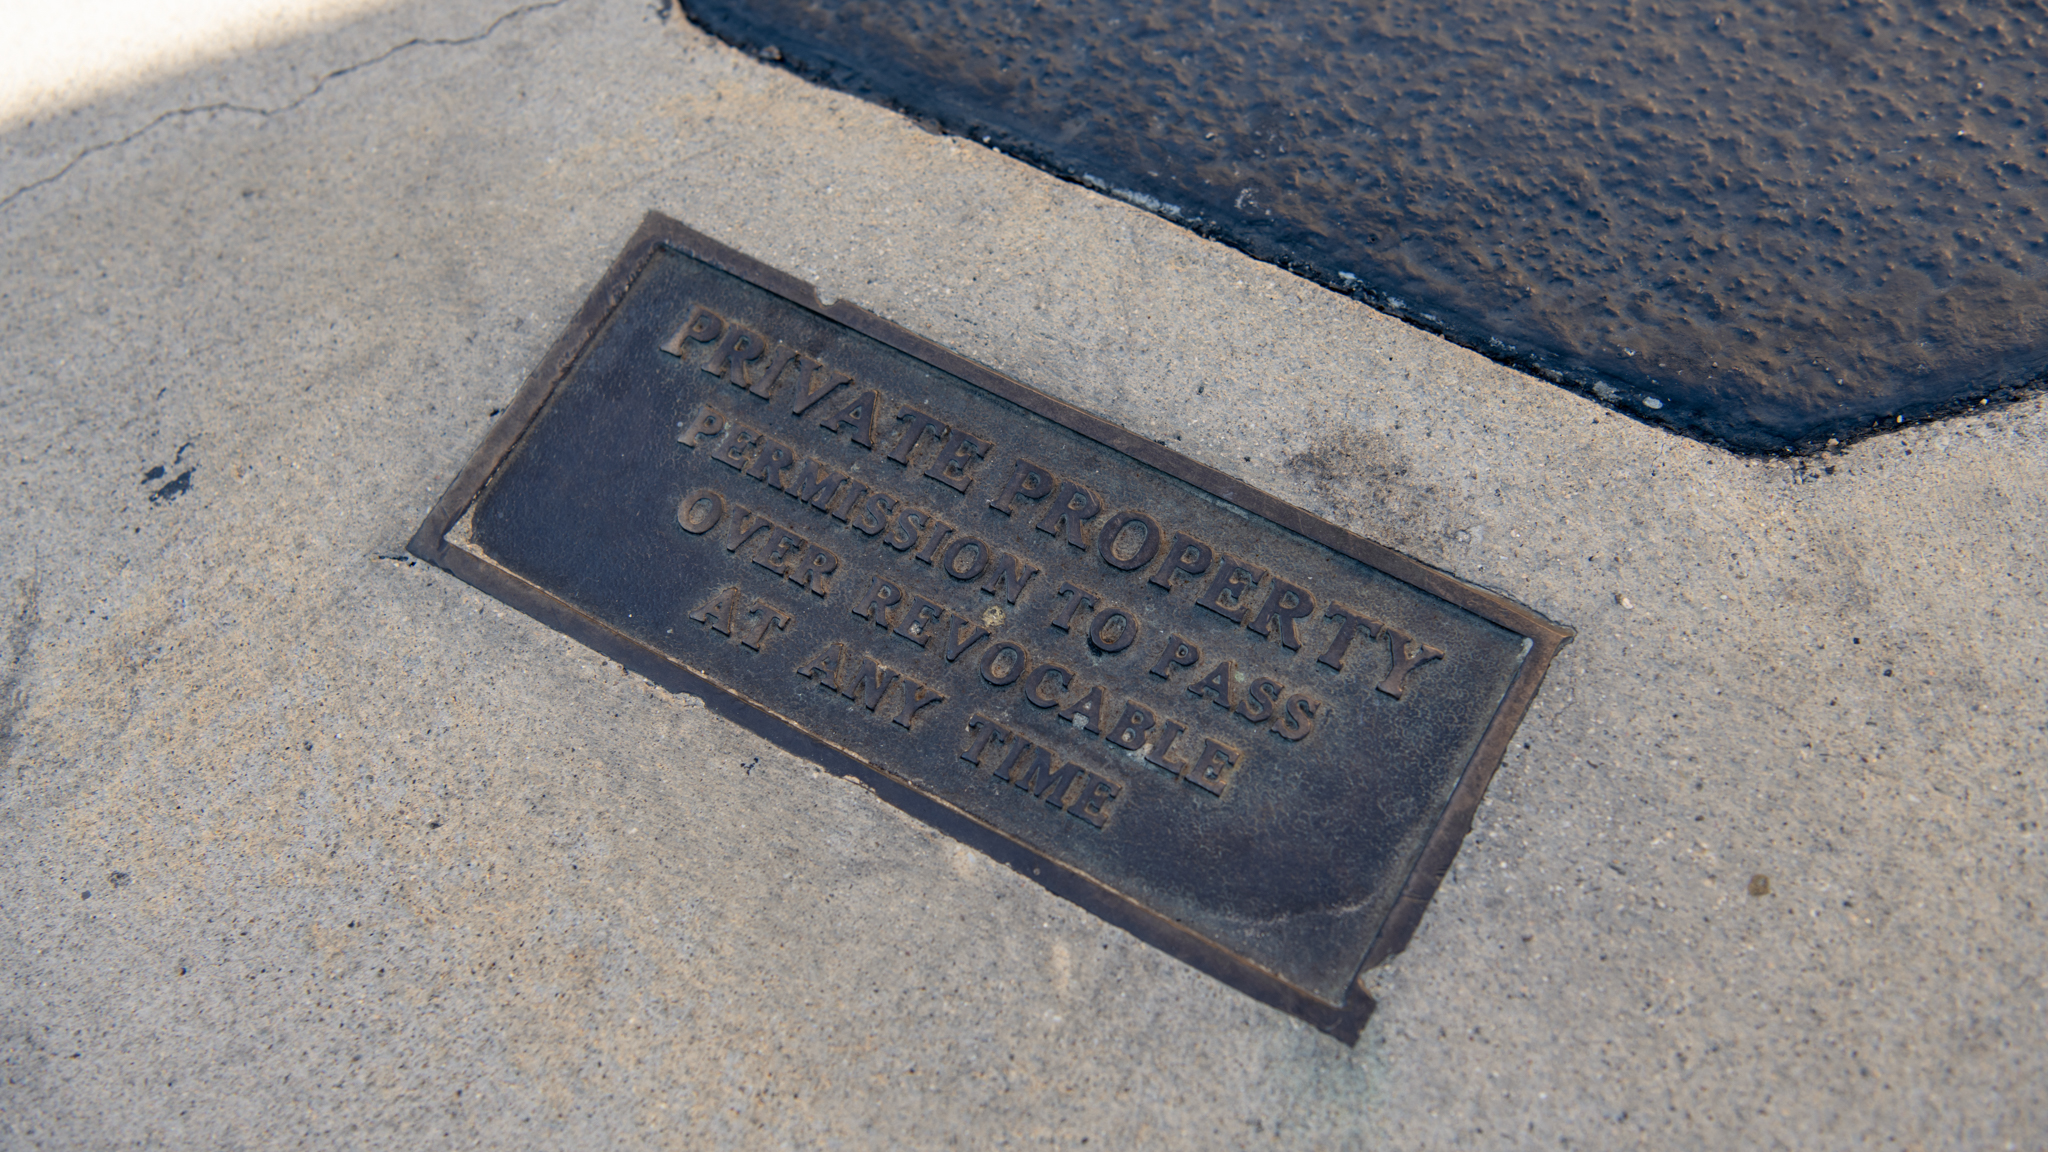 PRIVATE PROPERTY
PERMISSION TO PASS
OVER REVOCABLE
AT ANY TIME